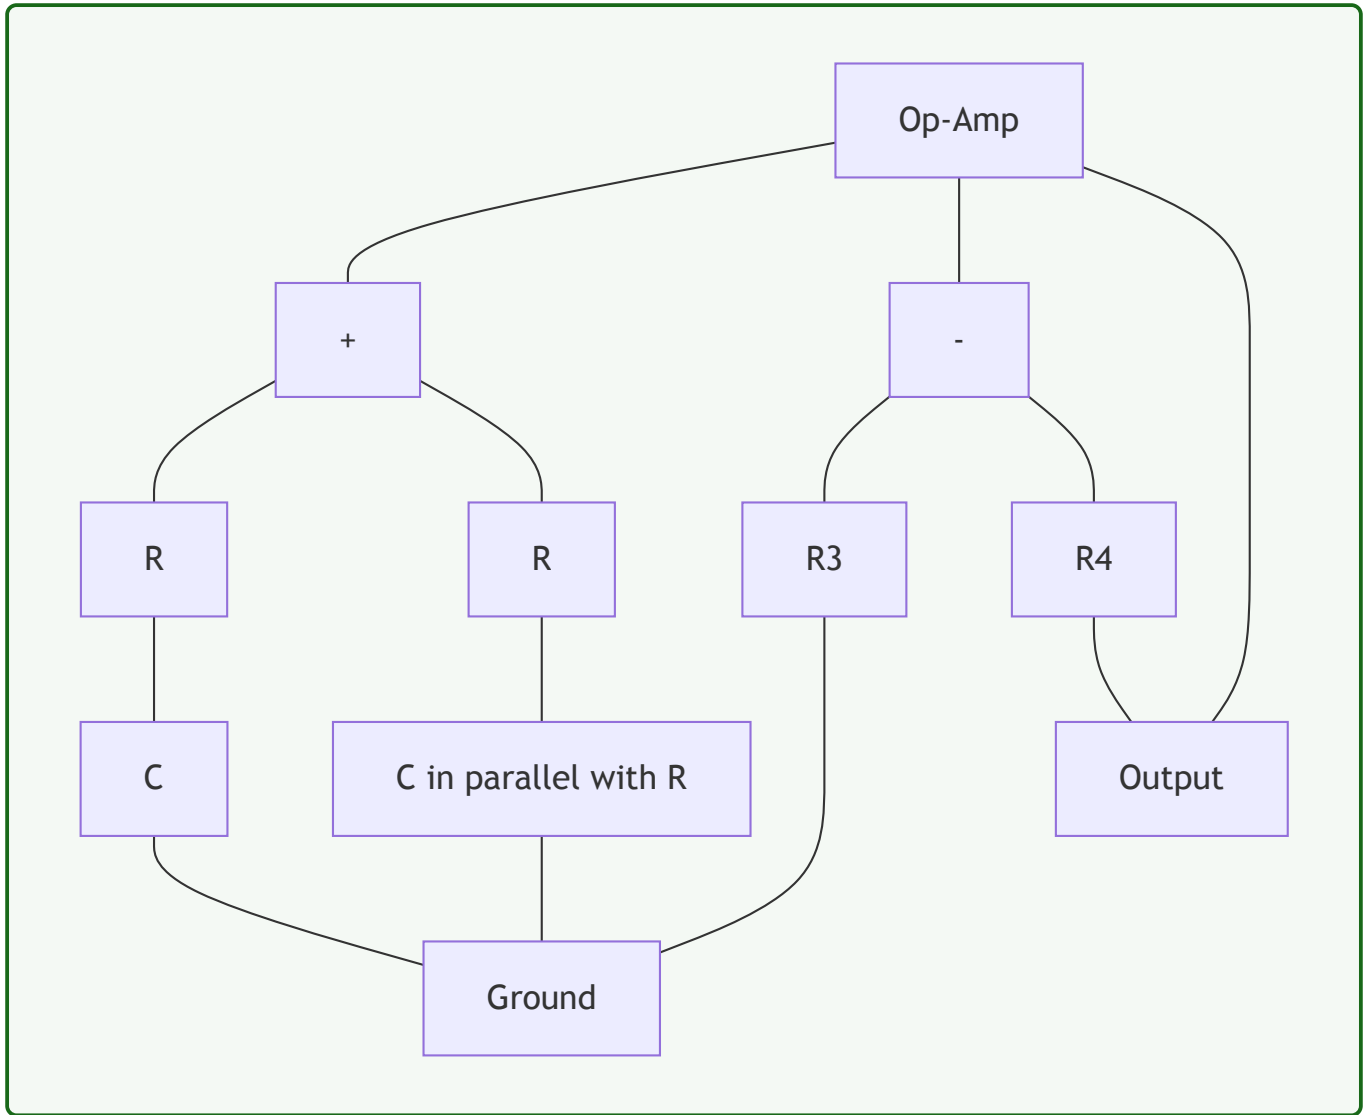 Op-Amp
+
-
R
R
R3
R4
C
C in parallel with R
Output
Ground